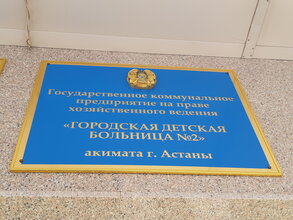 Государственное коммунальное
предприятие на праве
хозяйственного ведения
«ГОРОДСКАЯ ДЕТСКАЯ
БОЛЬНИЦА №2»
акимата г. Астаны